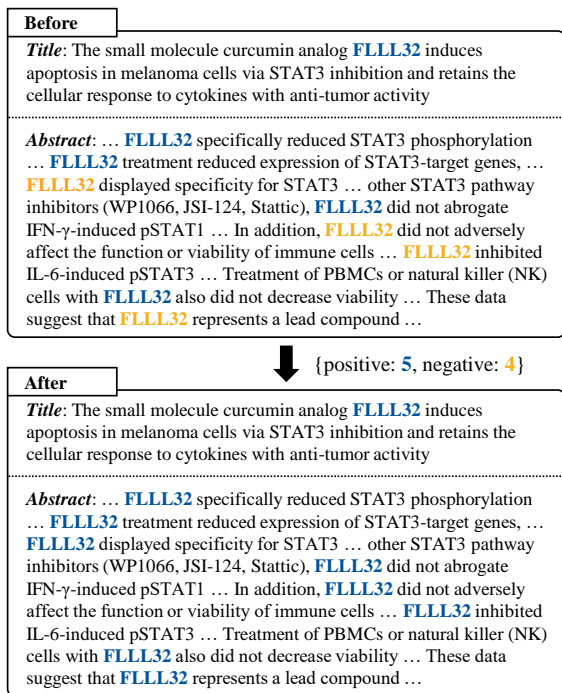 Before
Title: The small molecule curcumin analog FLLL32 induces
apoptosis in melanoma cells via STAT3 inhibition and retains the
cellular response to cytokines with anti-tumor activity
Abstract: … FLLL32 specifically reduced STAT3 phosphorylation
… FLLL32 treatment reduced expression of STAT3-target genes, …
FLLL32 displayed specificity for STAT3 … other STAT3 pathway
inhibitors (WP1066, JSI-124, Stattic), FLLL32 did not abrogate
IFN-γ-induced pSTAT1 … In addition, FLLL32 did not adversely
affect the function or viability of immune cells … FLLL32 inhibited
IL-6-induced pSTAT3 … Treatment of PBMCs or natural killer (NK)
cells with FLLL32 also did not decrease viability … These data
suggest that FLLL32 represents a lead compound …
{positive: 5, negative: 4}
After
Title: The small molecule curcumin analog FLLL32 induces
apoptosis in melanoma cells via STAT3 inhibition and retains the
cellular response to cytokines with anti-tumor activity
Abstract: … FLLL32 specifically reduced STAT3 phosphorylation
… FLLL32 treatment reduced expression of STAT3-target genes, …
FLLL32 displayed specificity for STAT3 … other STAT3 pathway
inhibitors (WP1066, JSI-124, Stattic), FLLL32 did not abrogate
IFN-γ-induced pSTAT1 … In addition, FLLL32 did not adversely
affect the function or viability of immune cells … FLLL32 inhibited
IL-6-induced pSTAT3 … Treatment of PBMCs or natural killer (NK)
cells with FLLL32 also did not decrease viability … These data
suggest that FLLL32 represents a lead compound …